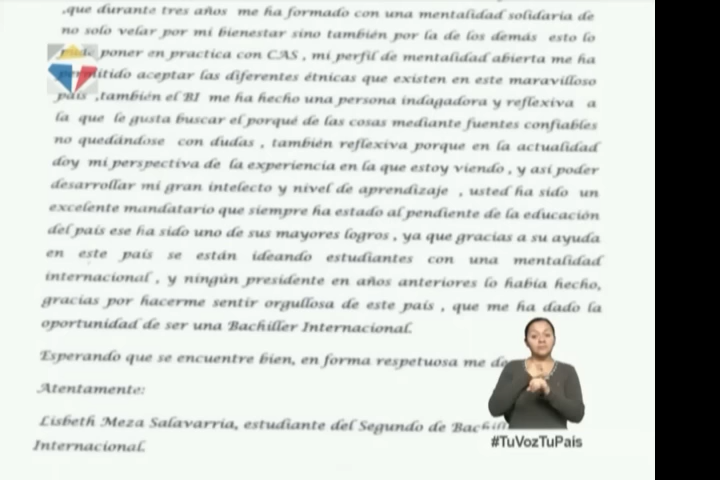 ,que durante tres años me ha formado con una mentalidad solidaria de
no solo velar por mi bienestar sino también por la de los demás esto lo
pude poner en practica con CAS , mi perfil de mentalidad abierta me ha
permitido aceptar las diferentes étnicas que existen en este maravilloso
país ,también el BI me ha hecho una persona indagadora y reflexiva a
la que le gusta buscar el porqué de las cosas mediante fuentes confiables
no quedándose con dudas , también reflexiva porque en la actualidad
doy mi perspectiva de la experiencia en la que estoy viendo , y así poder
desarrollar mi gran intelecto y nivel de aprendizaje , usted ha sido un
excelente mandatario que siempre ha estado al pendiente de la educación
del país ese ha sido uno de sus mayores logros , ya que gracias a su ayuda
en este país se están ideando estudiantes con una mentalidad
internacional , y ningún presidente en años anteriores lo había hecho,
gracias por hacerme sentir orgullosa de este país , que me ha dado la
oportunidad de ser una Bachiller Internacional.
Esperando que se encuentre bien, en forma respetuosa me
Atentamente:
Lisbeth Meza Salavarria, estudiante del Segundo de Bachill
Internacional.
#TuVozTuPais